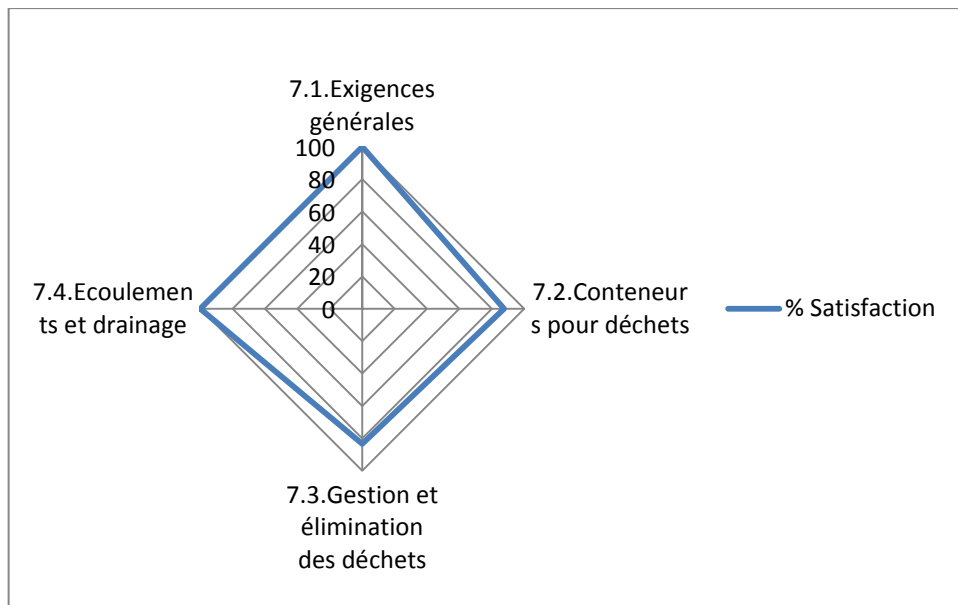 7.1.Exigences
générales
100
80
60
40
20
0
7.2.Conteneur
s pour déchets
7.3.Gestion et
élimination
des déchets
7.4.Ecoulemen
ts et drainage
% Satisfaction